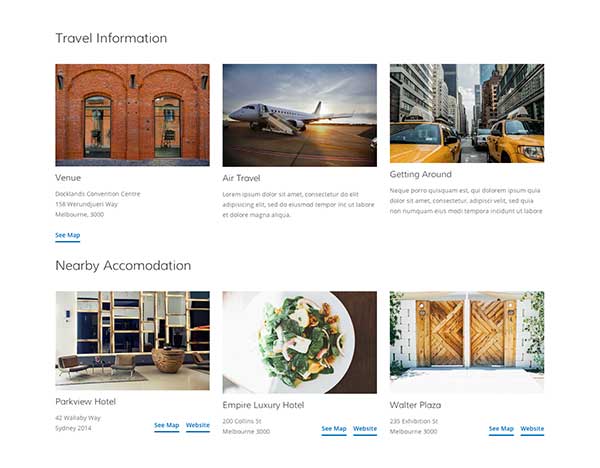 Travel Information
Venue
Docklands Convention Centre
158 Werundjueri Way
Melbourne, 3000
See Map
Air Travel
Lorem ipsum dolor sit amet, consectetur do elit
adipisicing elit, sed do eiusmod tempor inc ut labore
et dolore magna aliqua.
Getting Around
Neque porro quisquam est, qui dolorem ipsum quia
dolor sit amet, consectetur, adipisci velit, sed quia
non numquam eius modi tempora incidunt ut labore
Nearby Accomodation
Parkview Hotel
42 Wallaby Way
Sydney 2014
See Map Website
Empire Luxury Hotel
200 Collins St
Melbourne 3000
See Map Website
Walter Plaza
235 Exhibition St
Melbourne 3000
See Map Website